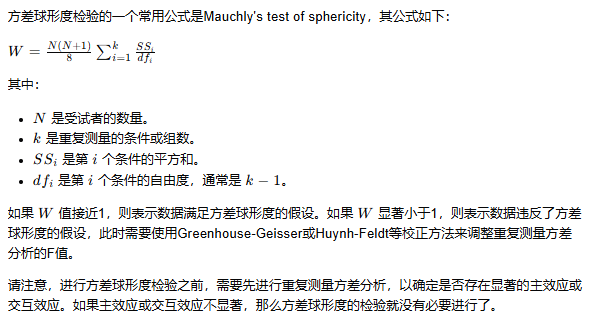 方差球形度检验的一个常用公式是Mauchly's test of sphericity，其公式如下：
W = \frac{N(N+1)}{8} \sum_{i=1}^{k} \frac{SS_i}{df_i}
其中：
• N 是受试者的数量。
• k 是重复测量的条件或组数。
• SS_i 是第 i 个条件的平方和。
• df_i 是第 i 个条件的自由度，通常是 k − 1。
如果 W 值接近1，则表示数据满足方差球形度的假设。如果 W 显著小于1，则表示数据违反了方差
球形度的假设，此时需要使用Greenhouse-Geisser或Huynh-Feldt等校正方法来调整重复测量方差
分析的F值。
请注意，进行方差球形度检验之前，需要先进行重复测量方差分析，以确定是否存在显著的主效应或
交互效应。如果主效应或交互效应不显著，那么方差球形度的检验就没有必要进行了。